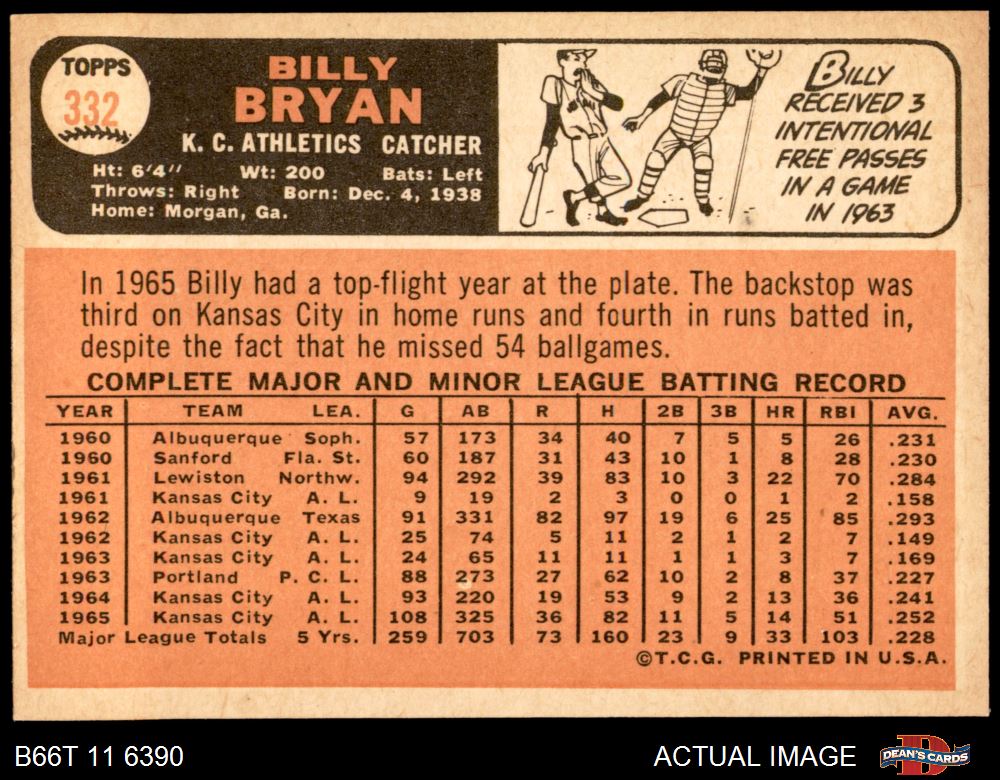 TOPPS
332
BILLY
BRYAN
K. C. ATHLETICS CATCHER
Ht: 6'4" Wt: 200 Bats: Left
Throws: Right Born: Dec. 4, 1938
Home: Morgan, Ga.
BILLY
RECEIVED 3
INTENTIONAL
FREE PASSES
IN A GAME
IN 1963
In 1965 Billy had a top-flight year at the plate. The backstop was
third on Kansas City in home runs and fourth in runs batted in,
despite the fact that he missed 54 ballgames.
COMPLETE MAJOR AND MINOR LEAGUE BATTING RECORD
YEAR TEAM LEA. G AB R H 2B 3B HR RBI AVG.
1960 Albuquerque Soph. 57 173 34 40 7 5 5 26 .231
1960 Sanford Fla. St. 60 187 31 43 10 1 8 28 .230
1961 Lewiston Northw. 94 292 39 83 10 3 22 70 .284
1961 Kansas City A. L. 9 19 2 3 0 0 1 2 .158
1962 Albuquerque Texas 91 331 82 97 19 6 25 85 .293
1962 Kansas City A. L. 25 74 5 11 2 1 2 7 .149
1963 Kansas City A. L. 24 65 11 11 1 1 3 7 .169
1963 Portland P. C. L. 88 273 27 62 10 2 8 37 .227
1964 Kansas City A. L. 93 220 19 53 9 2 13 36 .241
1965 Kansas City A. L. 108 325 36 82 11 5 14 51 .252
Major League Totals 5 Yrs. 259 703 73 160 23 9 33 103 .228
©T.C.G. PRINTED IN U.S.A.
B66T 11 6390
ACTUAL IMAGE
DEAN'S CARDS